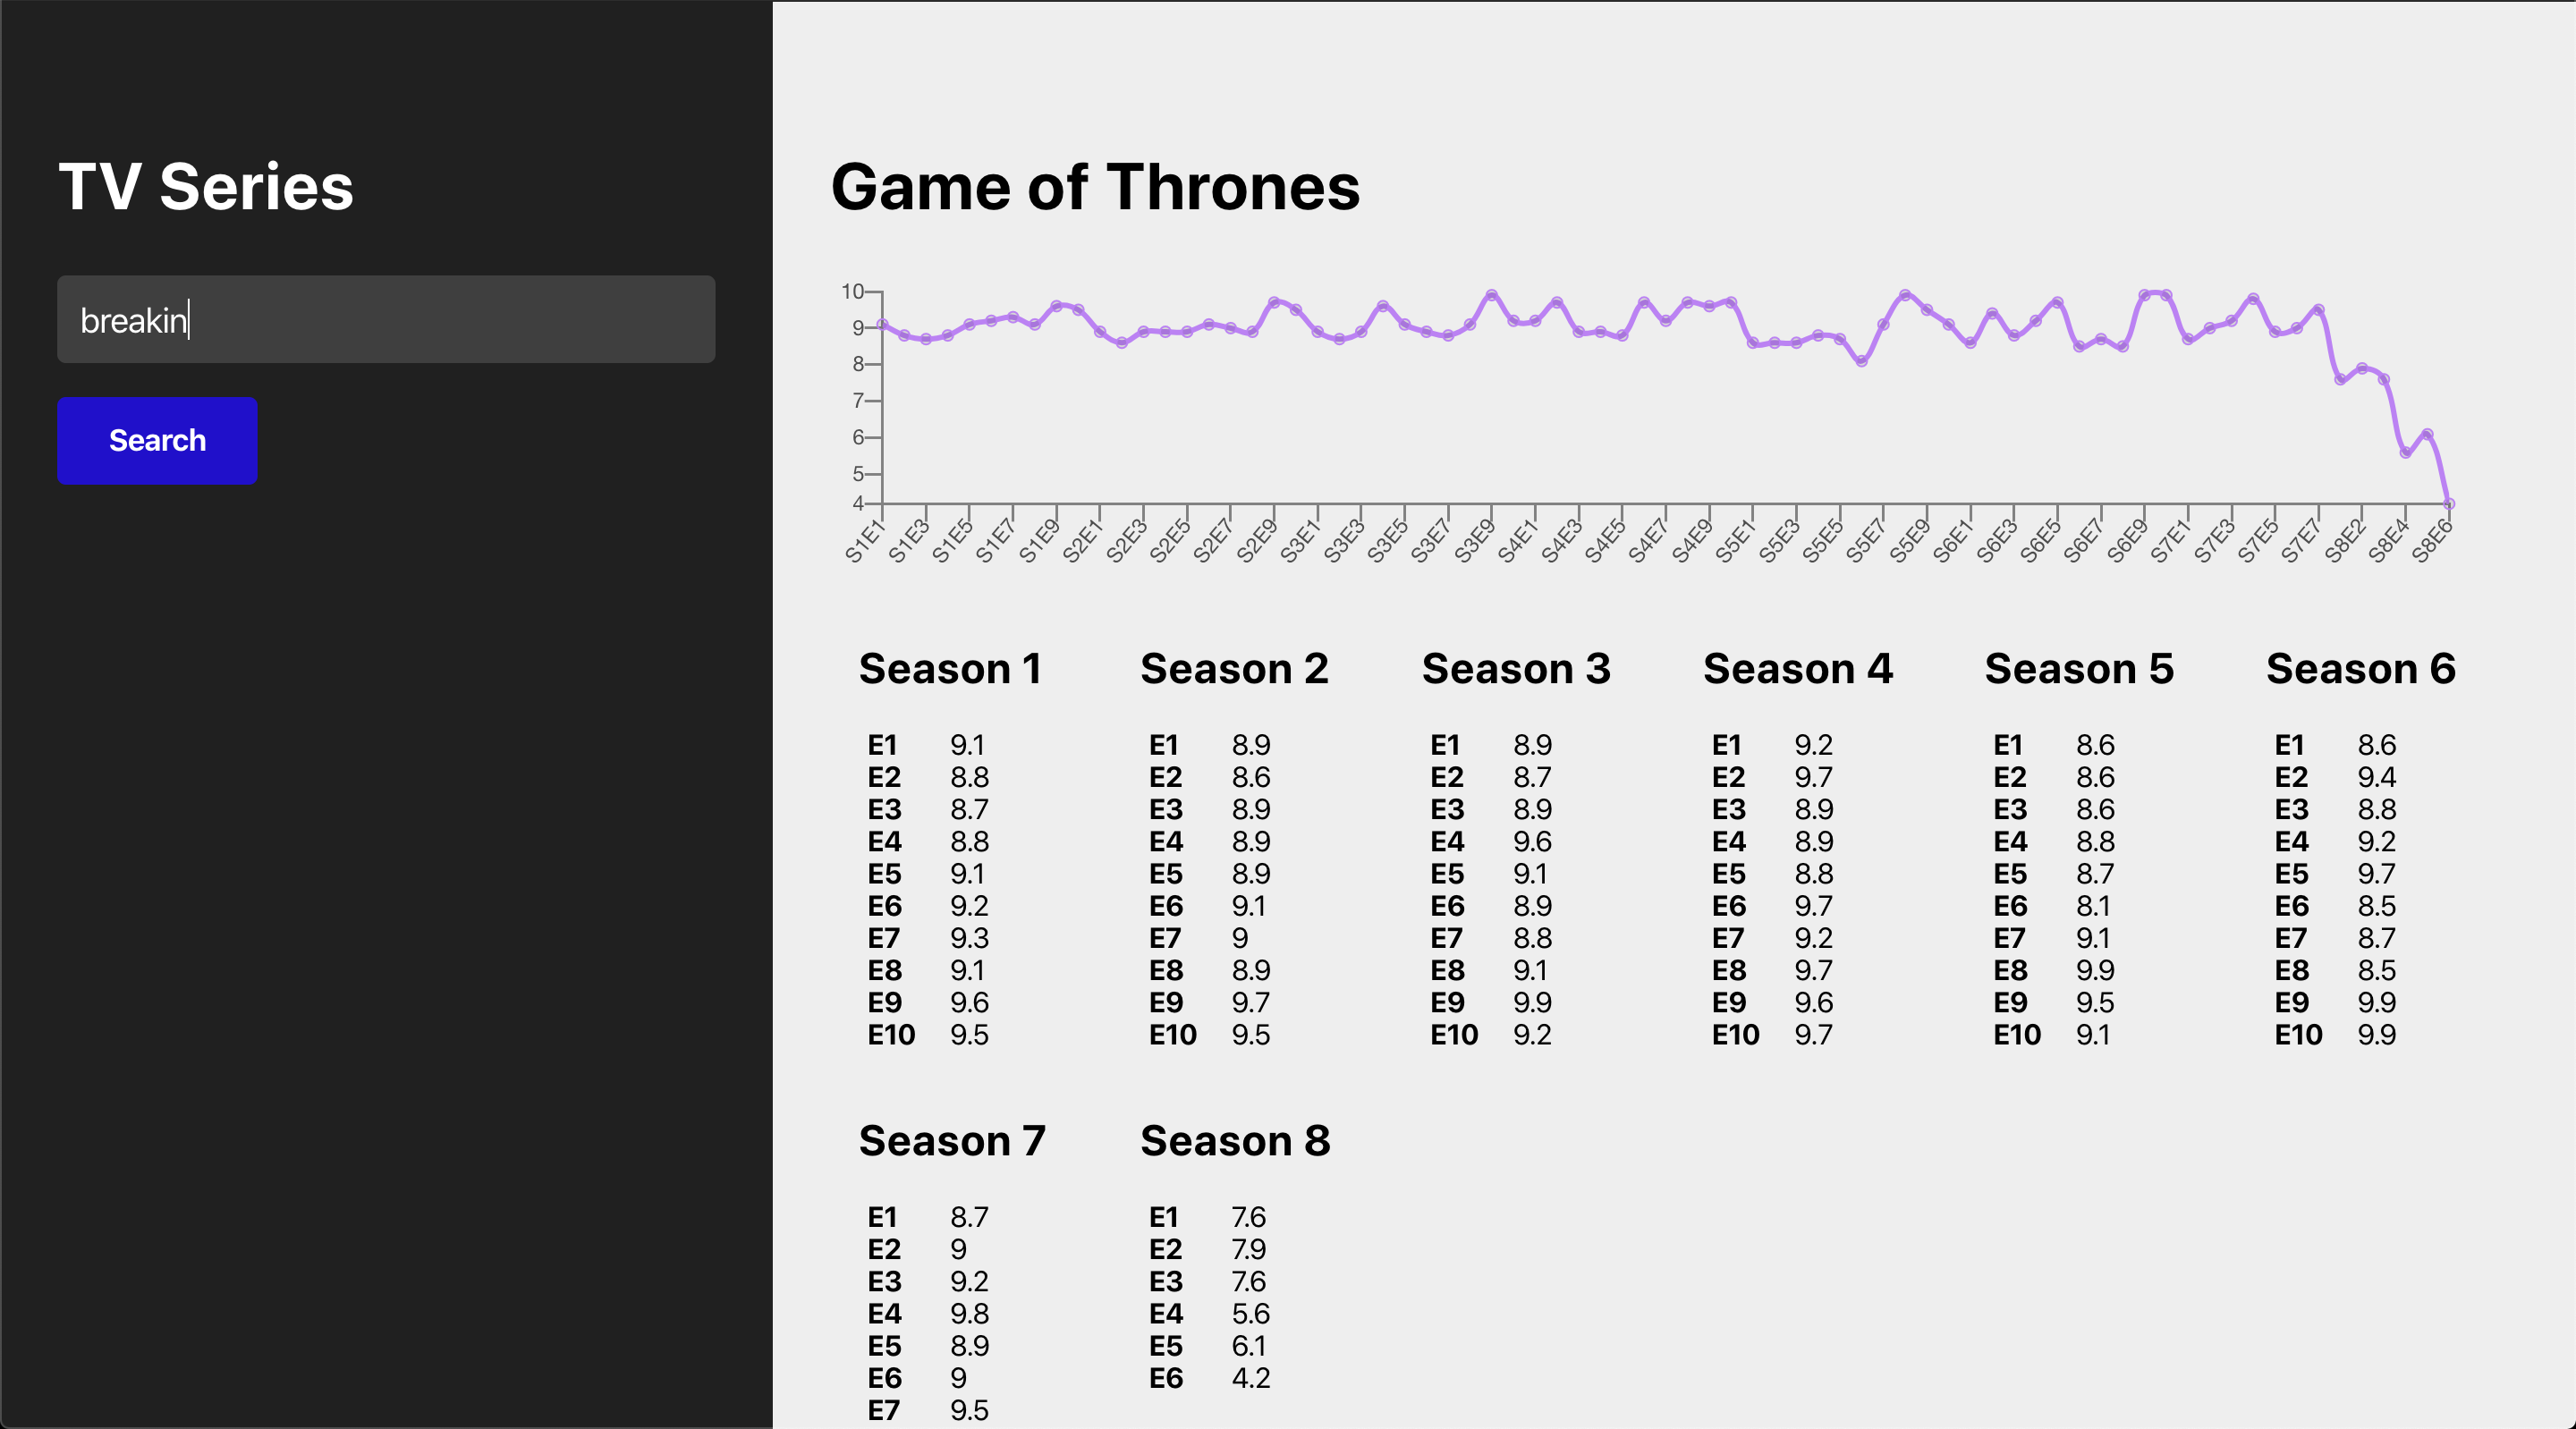 TV Series
breakin
Search
Game of Thrones
10
9
8
7
6
5
4
S1E1 S1E3 S1E5 S1E7 S1E9 S2E1 S2E3 S2E5 S2E7 S2E9 S3E1 S3E3 S3E5 S3E7 S3E9 S4E1 S4E3 S4E5 S4E7 S4E9 S5E1 S5E3 S5E5 S5E7 S5E9 S6E1 S6E3 S6E5 S6E7 S6E9 S7E1 S7E3 S7E5 S7E7 S8E2 S8E4 S8E6
Season 1 Season 2 Season 3 Season 4 Season 5 Season 6
E1 9.1 E1 8.9 E1 8.9 E1 9.2 E1 8.6 E1 8.6
E2 8.8 E2 8.6 E2 8.7 E2 9.7 E2 8.6 E2 9.4
E3 8.7 E3 8.9 E3 8.9 E3 8.9 E3 8.6 E3 8.8
E4 8.8 E4 8.9 E4 9.6 E4 8.9 E4 8.8 E4 9.2
E5 9.1 E5 8.9 E5 9.1 E5 8.8 E5 8.7 E5 9.7
E6 9.2 E6 9.1 E6 8.9 E6 9.7 E6 8.1 E6 8.5
E7 9.3 E7 9 E7 8.8 E7 9.2 E7 9.1 E7 8.7
E8 9.1 E8 8.9 E8 9.1 E8 9.7 E8 9.9 E8 8.5
E9 9.6 E9 9.7 E9 9.9 E9 9.6 E9 9.5 E9 9.9
E10 9.5 E10 9.5 E10 9.2 E10 9.7 E10 9.1 E10 9.9
Season 7 Season 8
E1 8.7 E1 7.6
E2 9 E2 7.9
E3 9.2 E3 7.6
E4 9.8 E4 5.6
E5 8.9 E5 6.1
E6 9 E6 4.2
E7 9.5